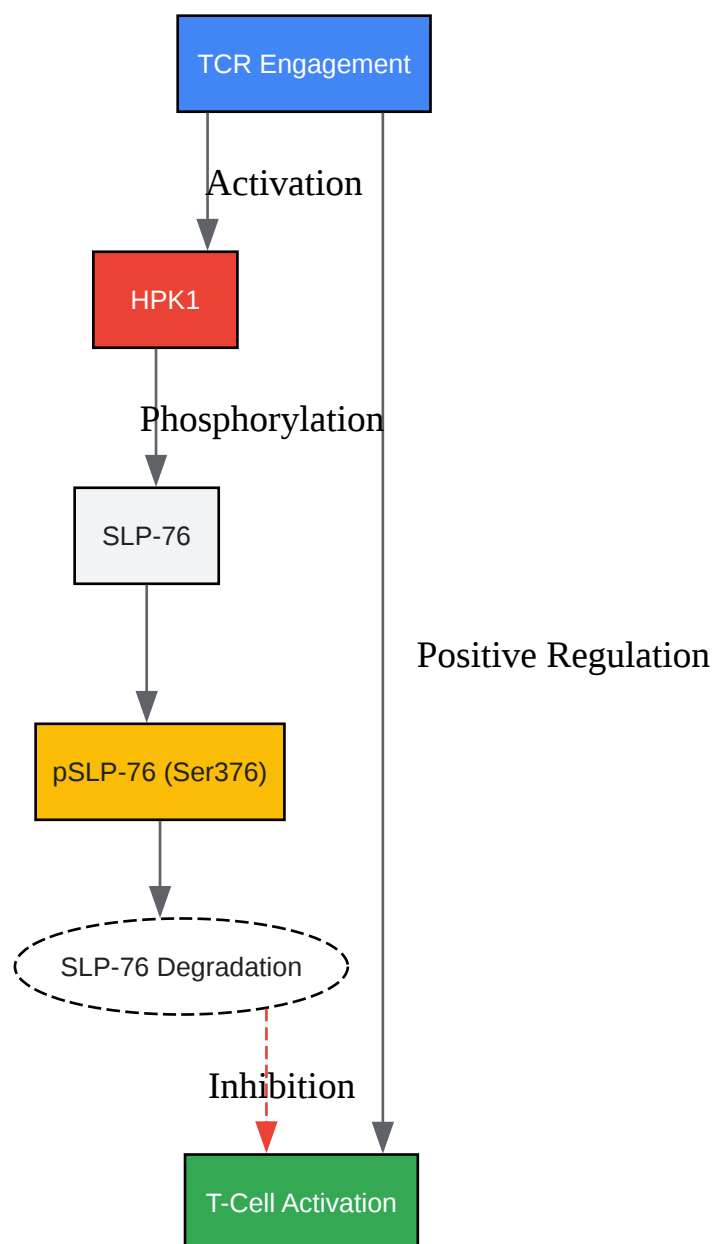 TCR Engagement
Activation
HPK1
Phosphorylation
SLP-76
Positive Regulation
pSLP-76 (Ser376)
SLP-76 Degradation
Inhibition
T-Cell Activation